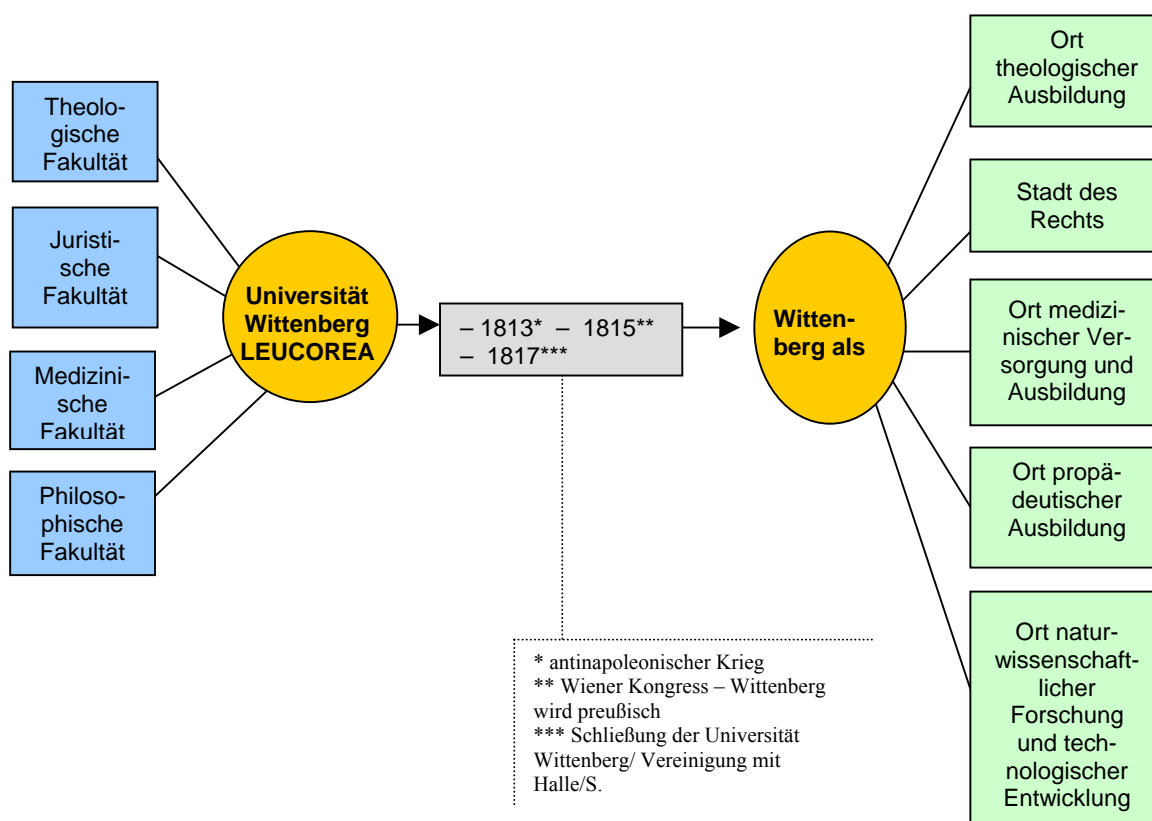 Theolo-
gische
Fakultät
Juristi-
sche
Fakultät
Medizini-
sche
Fakultät
Philoso-
phische
Fakultät
Universität
Wittenberg
LEUCOREA
– 1813* – 1815**
– 1817***
* antinapoleonischer Krieg
** Wiener Kongress – Wittenberg
wird preußisch
*** Schließung der Universität
Wittenberg/ Vereinigung mit
Halle/S.
Witten-
berg als
Ort
theologischer
Ausbildung
Stadt des
Rechts
Ort medizi-
nischer Ver-
sorgung und
Ausbildung
Ort propä-
deutischer
Ausbildung
Ort natur-
wissenschaft-
licher
Forschung
und tech-
nologischer
Entwicklung